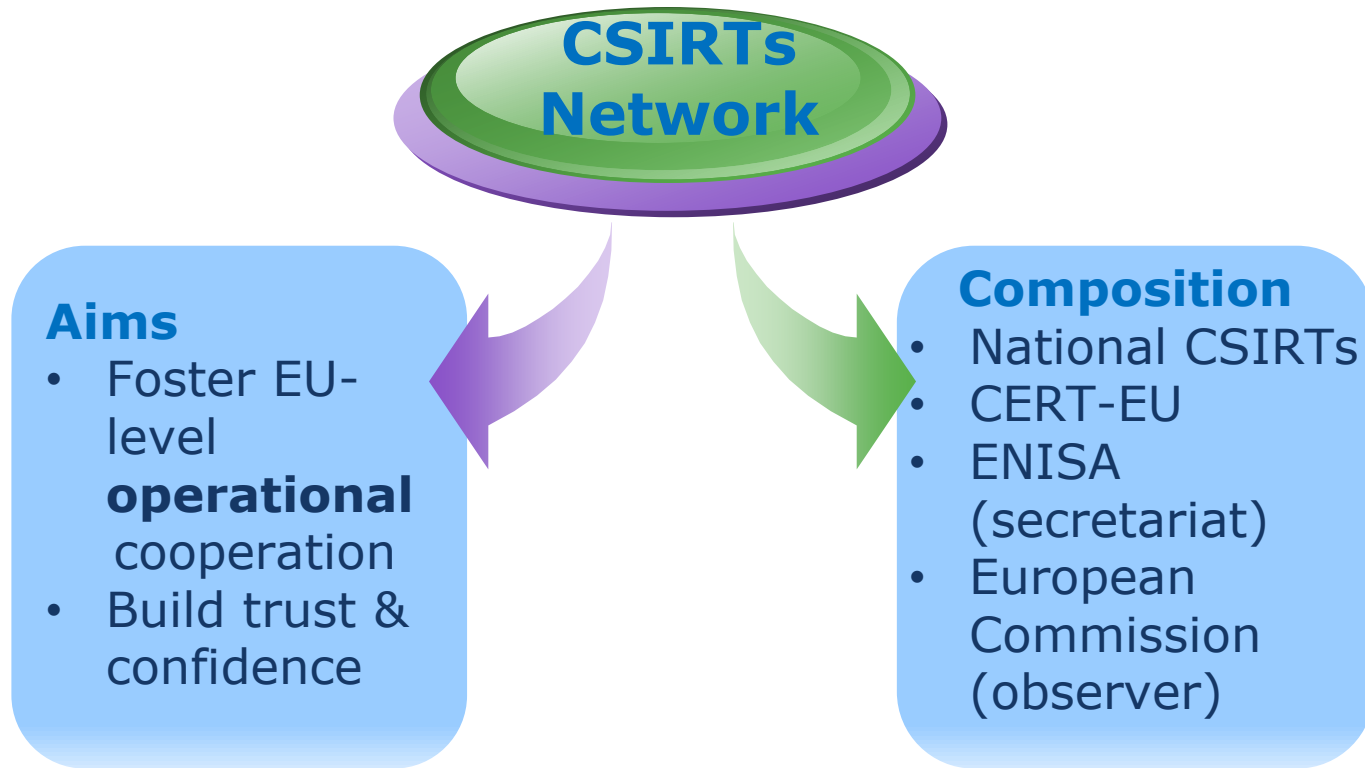 CSIRTs
Network
Aims
• Foster EU-
level
operational
cooperation
• Build trust &
confidence
Composition
• National CSIRTs
• CERT-EU
• ENISA
(secretariat)
• European
Commission
(observer)